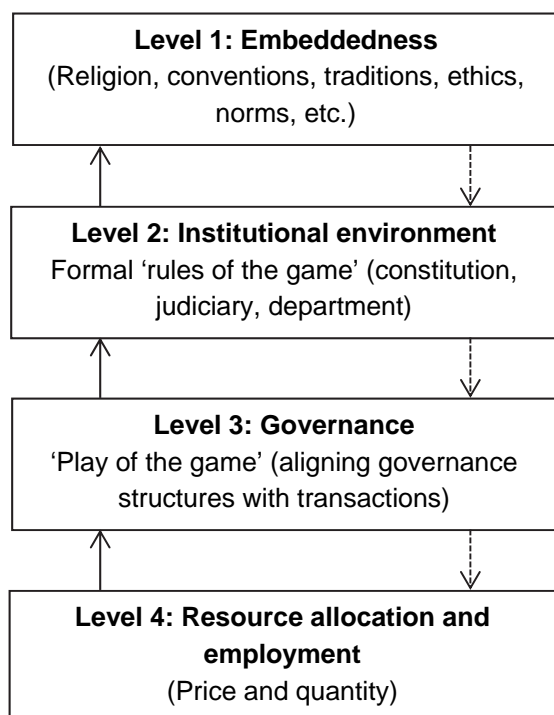 Level 1: Embeddedness
(Religion, conventions, traditions, ethics,
norms, etc.)
Level 2: Institutional environment
Formal ‘rules of the game’ (constitution,
judiciary, department)
Level 3: Governance
‘Play of the game’ (aligning governance
structures with transactions)
Level 4: Resource allocation and
employment
(Price and quantity)